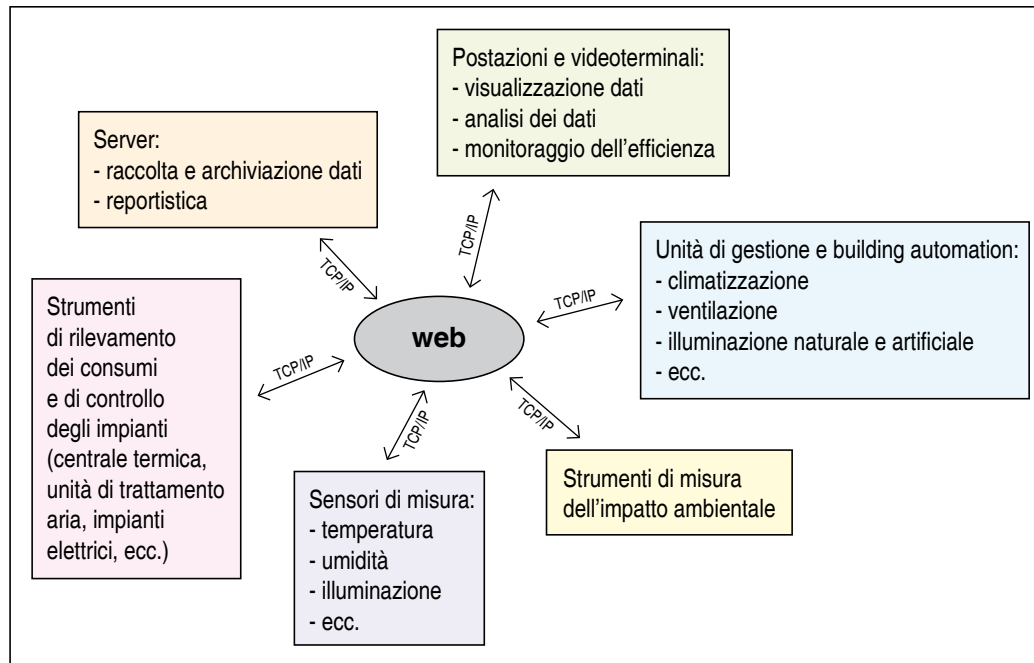 Postazioni e videoterminali:
- visualizzazione dati
- analisi dei dati
- monitoraggio dell'efficienza
Server:
- raccolta e archiviazione dati
- reportistica
TCP/IP
TCP/IP
Unità di gestione e building automation:
- climatizzazione
- ventilazione
- illuminazione naturale e artificiale
- ecc.
TCP/IP
web
Strumenti
di rilevamento
dei consumi
e di controllo
degli impianti
(centrale termica,
unità di trattamento
aria, impianti
elettrici, ecc.)
TCP/IP
TCP/IP
TCP/IP
Sensori di misura:
- temperatura
- umidità
- illuminazione
- ecc.
Strumenti di misura
dell'impatto ambientale